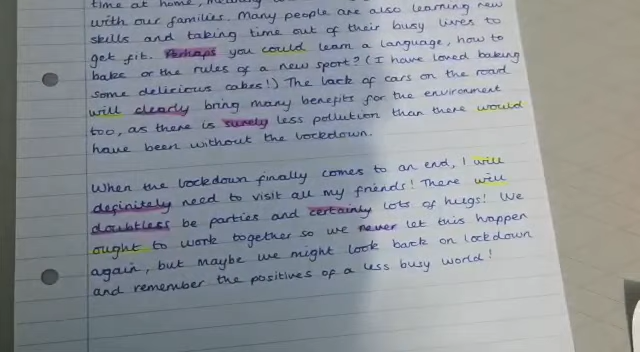 time at home, meaning
with our families. Many people are also learning new
skills and taking time out of their busy lives to
get fit. Perhaps you could learn a language, how to
bake or the rules of a new sport? (I have loved baking
some delicious cakes!) The lack of cars on the road
will clearly bring many benefits for the environment
too, as there is surely less pollution than there would
have been without the lockdown.
When the lockdown finally comes to an end, I will
definitely need to visit all my friends! There will
doubtless be parties and certainly lots of hugs! We
ought to work together so we never let this happen
again, but maybe we might look back on lockdown
and remember the positives of a less busy world!